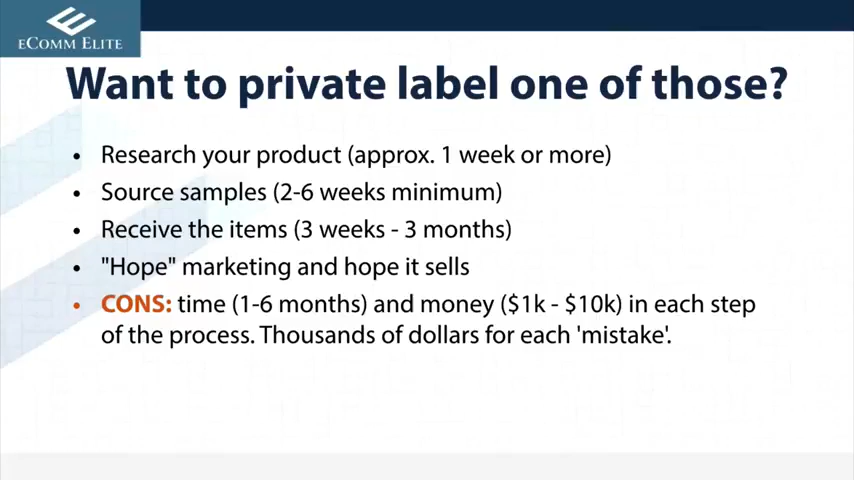 eComm Elite
Want to private label one of those?
• Research your product (approx. 1 week or more)
• Source samples (2-6 weeks minimum)
• Receive the items (3 weeks - 3 months)
• "Hope" marketing and hope it sells
• CONS: time (1-6 months) and money ($1k - $10k) in each step
of the process. Thousands of dollars for each 'mistake'.